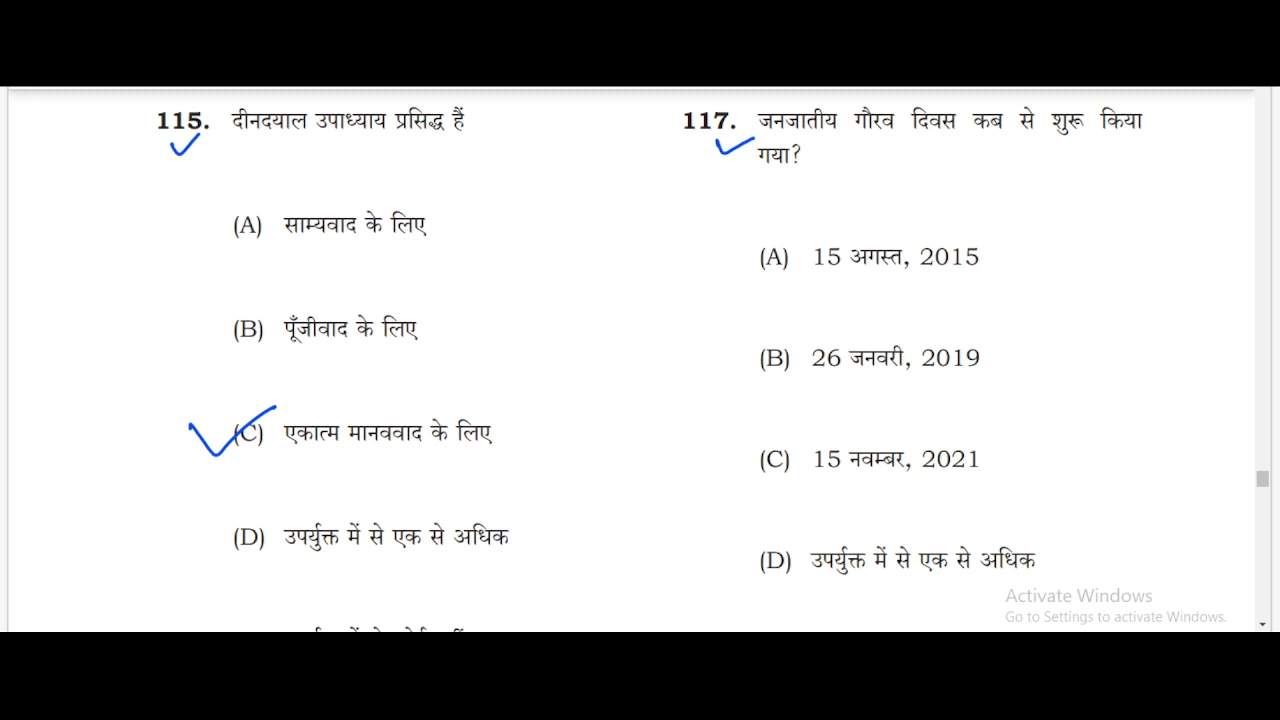 115. दीनदयाल उपाध्याय प्रसिद्ध हैं
(A) साम्यवाद के लिए
(B) पूँजीवाद के लिए
(C) एकात्म मानववाद के लिए
(D) उपर्युक्त में से एक से अधिक
117. जनजातीय गौरव दिवस कब से शुरू किया
गया?
(A) 15 अगस्त, 2015
(B) 26 जनवरी, 2019
(C) 15 नवम्बर, 2021
(D) उपर्युक्त में से एक से अधिक
Activate Windows
Go to Settings to activate Windows.